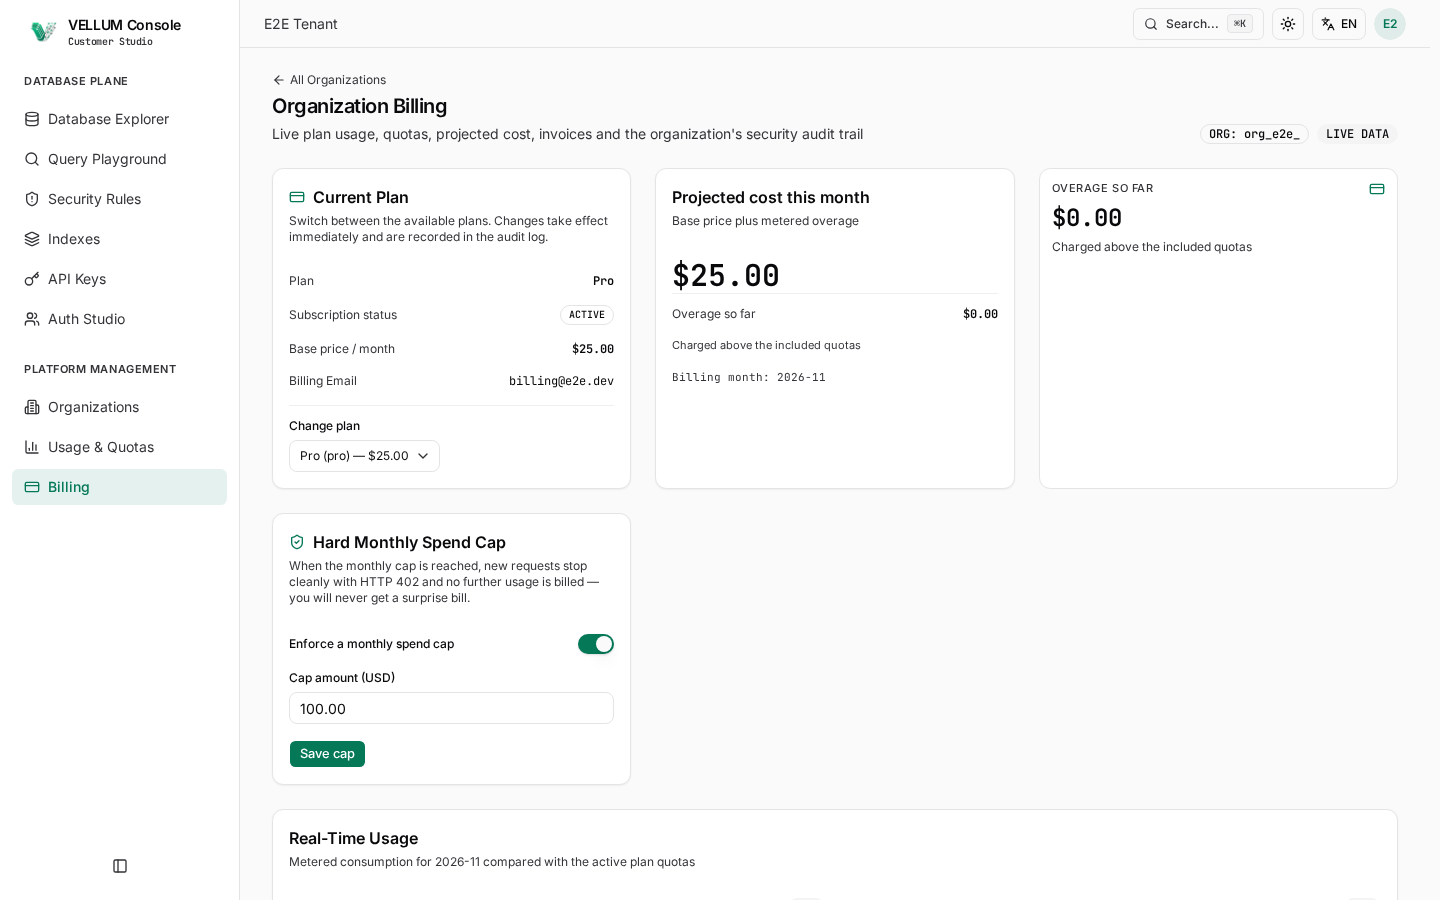 VELLUM Console
Customer Studio
DATABASE PLANE
Database Explorer
Query Playground
Security Rules
Indexes
API Keys
Auth Studio
PLATFORM MANAGEMENT
Organizations
Usage & Quotas
Billing
E2E Tenant
Search...
⌘K
EN
E2
All Organizations
Organization Billing
Live plan usage, quotas, projected cost, invoices and the organization's security audit trail
ORG: org_e2e_
LIVE DATA
Current Plan
Switch between the available plans. Changes take effect
immediately and are recorded in the audit log.
Plan
Pro
Subscription status
ACTIVE
Base price / month
$25.00
Billing Email
billing@e2e.dev
Change plan
Pro (pro) — $25.00
Projected cost this month
Base price plus metered overage
$25.00
Overage so far
$0.00
Charged above the included quotas
Billing month: 2026-11
OVERAGE SO FAR
$0.00
Charged above the included quotas
Hard Monthly Spend Cap
When the monthly cap is reached, new requests stop
cleanly with HTTP 402 and no further usage is billed —
you will never get a surprise bill.
Enforce a monthly spend cap
Cap amount (USD)
100.00
Save cap
Real-Time Usage
Metered consumption for 2026-11 compared with the active plan quotas